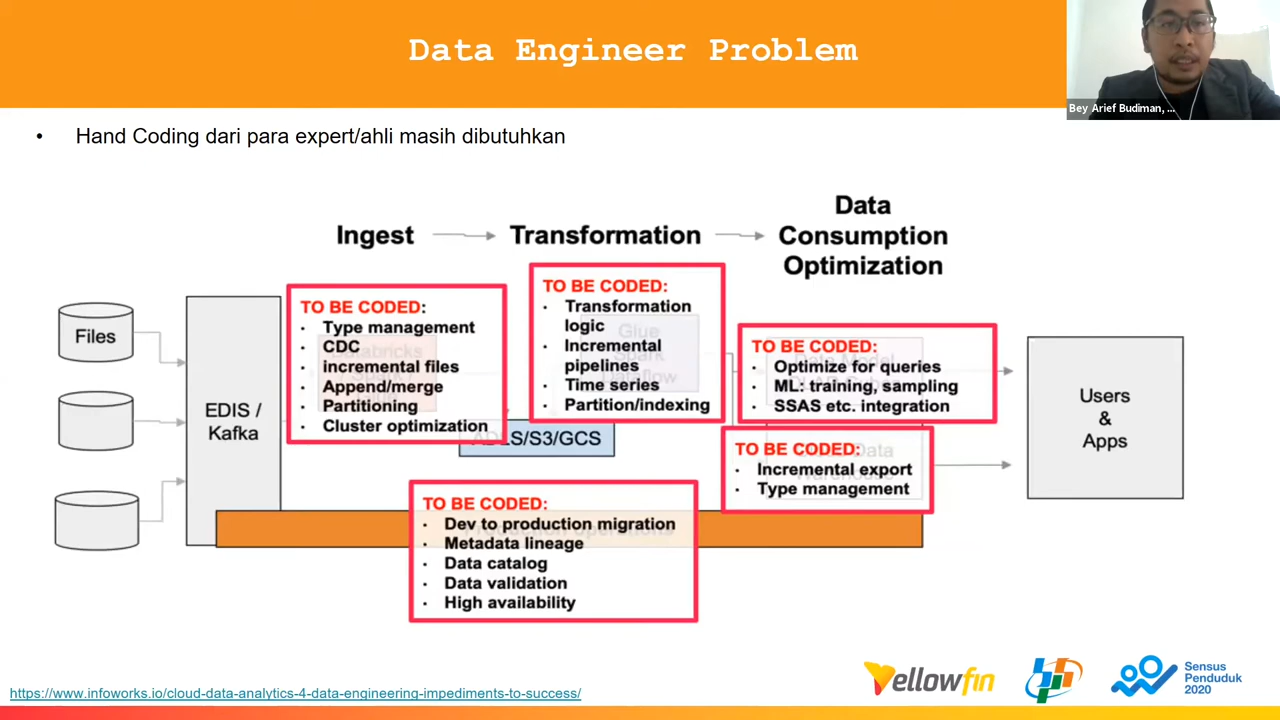 Data Engineer Problem
Bey Arief Budiman, ...
• Hand Coding dari para expert/ahli masih dibutuhkan
Ingest
Transformation
Data
Consumption
Optimization
Files
EDIS /
Kafka
TO BE CODED:
· Type management
· CDC
· incremental files
· Append/merge
· Partitioning
· Cluster optimization
TO BE CODED:
· Transformation
logic
· Incremental
pipelines
· Time series
· Partition/indexing
Glue
Spark
Dataflow
ADLS/S3/GCS
TO BE CODED:
· Optimize for queries
· ML: training, sampling
· SSAS etc. integration
TO BE CODED:
· Incremental export
· Type management
Users
&
Apps
TO BE CODED:
· Dev to production migration
· Metadata lineage
· Data catalog
· Data validation
· High availability
https://www.infoworks.io/cloud-data-analytics-4-data-engineering-impediments-to-success/
Yellowfin
Sensus
Penduduk
2020